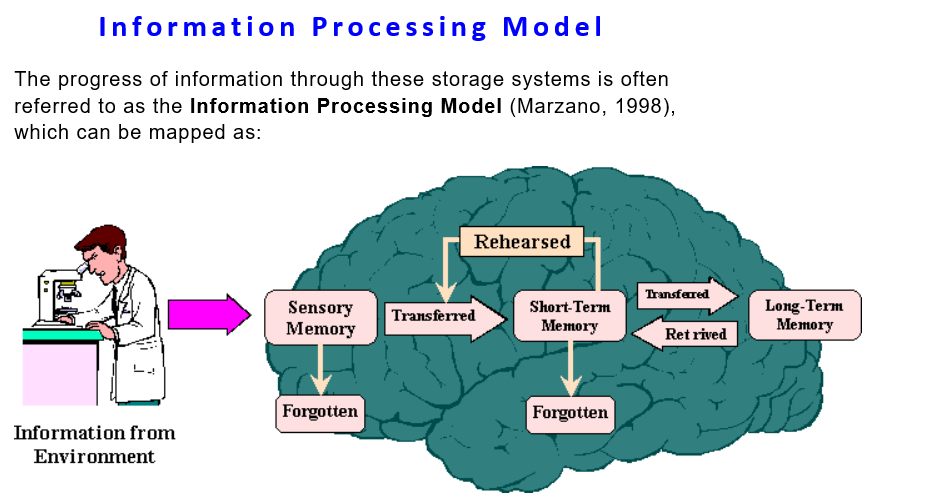 Information Processing Model
The progress of information through these storage systems is often
referred to as the Information Processing Model (Marzano, 1998),
which can be mapped as:
Rehearsed
Sensory
Memory
Transferred
Short-Term
Memory
Transferred
Ret rived
Long-Term
Memory
Forgotten
Forgotten
Information from
Environment